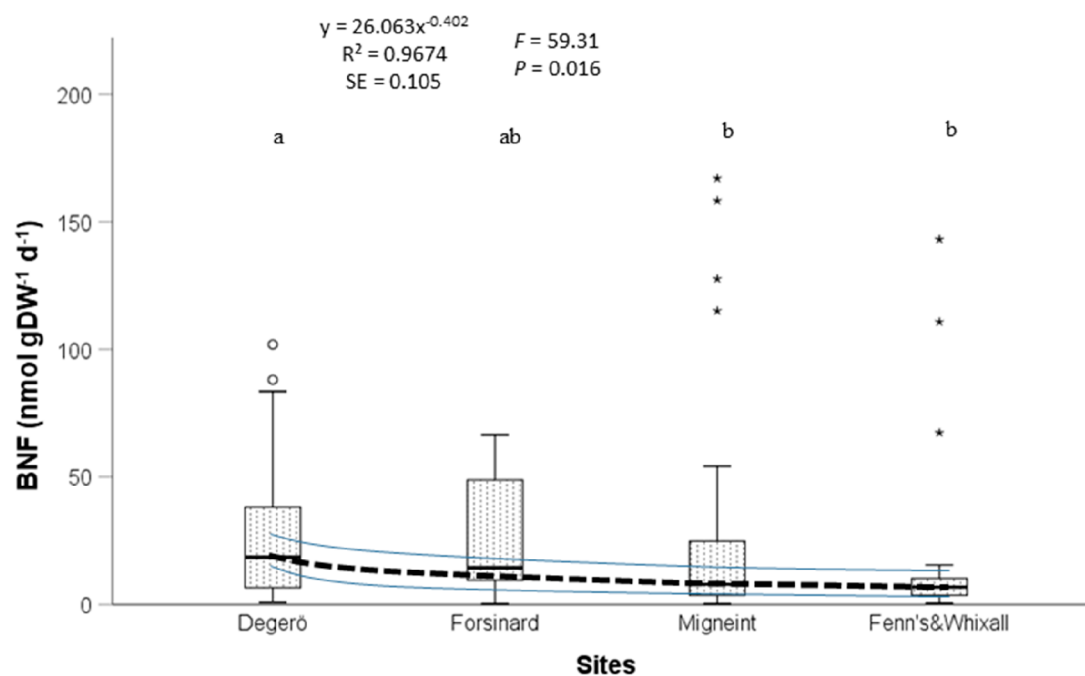 y = 26.063x^-0.402
R² = 0.9674
SE = 0.105
F = 59.31
P = 0.016
200
a
ab
b
b
150
100
50
0
BNF (nmol gDW⁻¹ d⁻¹)
Degerö
Forsinard
Migneint
Fenn's&Whixall
Sites